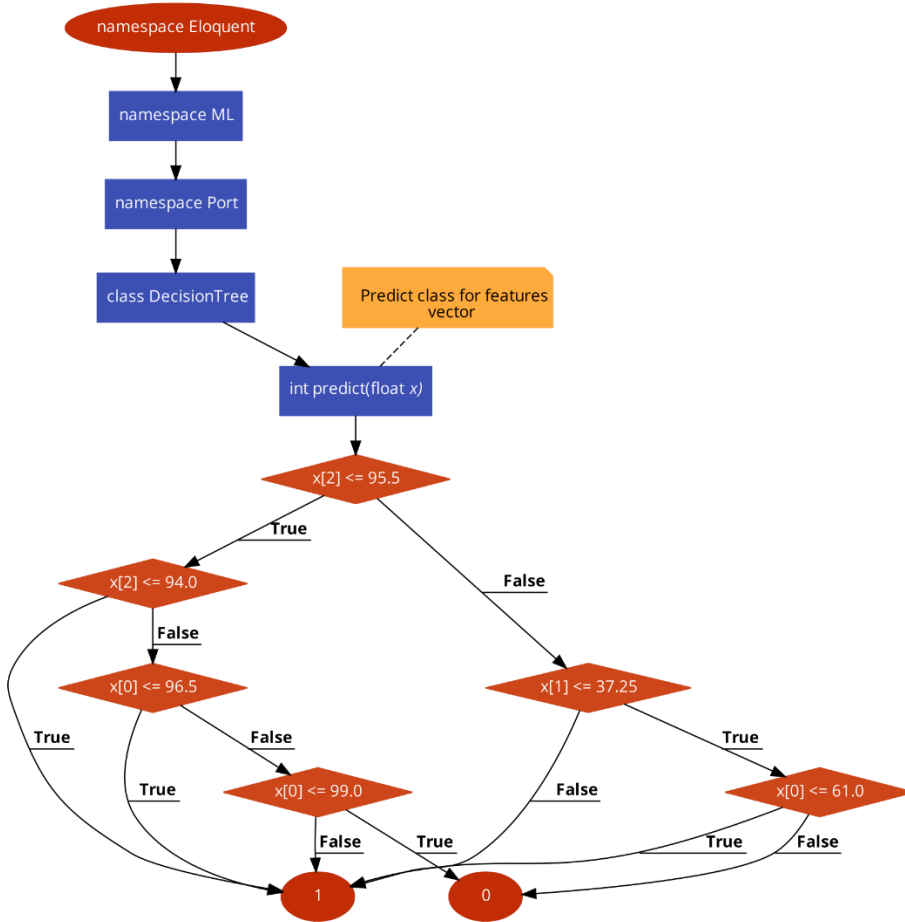 namespace Eloquent
namespace ML
namespace Port
class DecisionTree
Predict class for features
vector
int predict(float x)
x[2] <= 95.5
True
False
x[2] <= 94.0
False
x[0] <= 96.5
x[1] <= 37.25
True
False
True
True
False
True
x[0] <= 99.0
x[0] <= 61.0
False
True
True
False
1
0